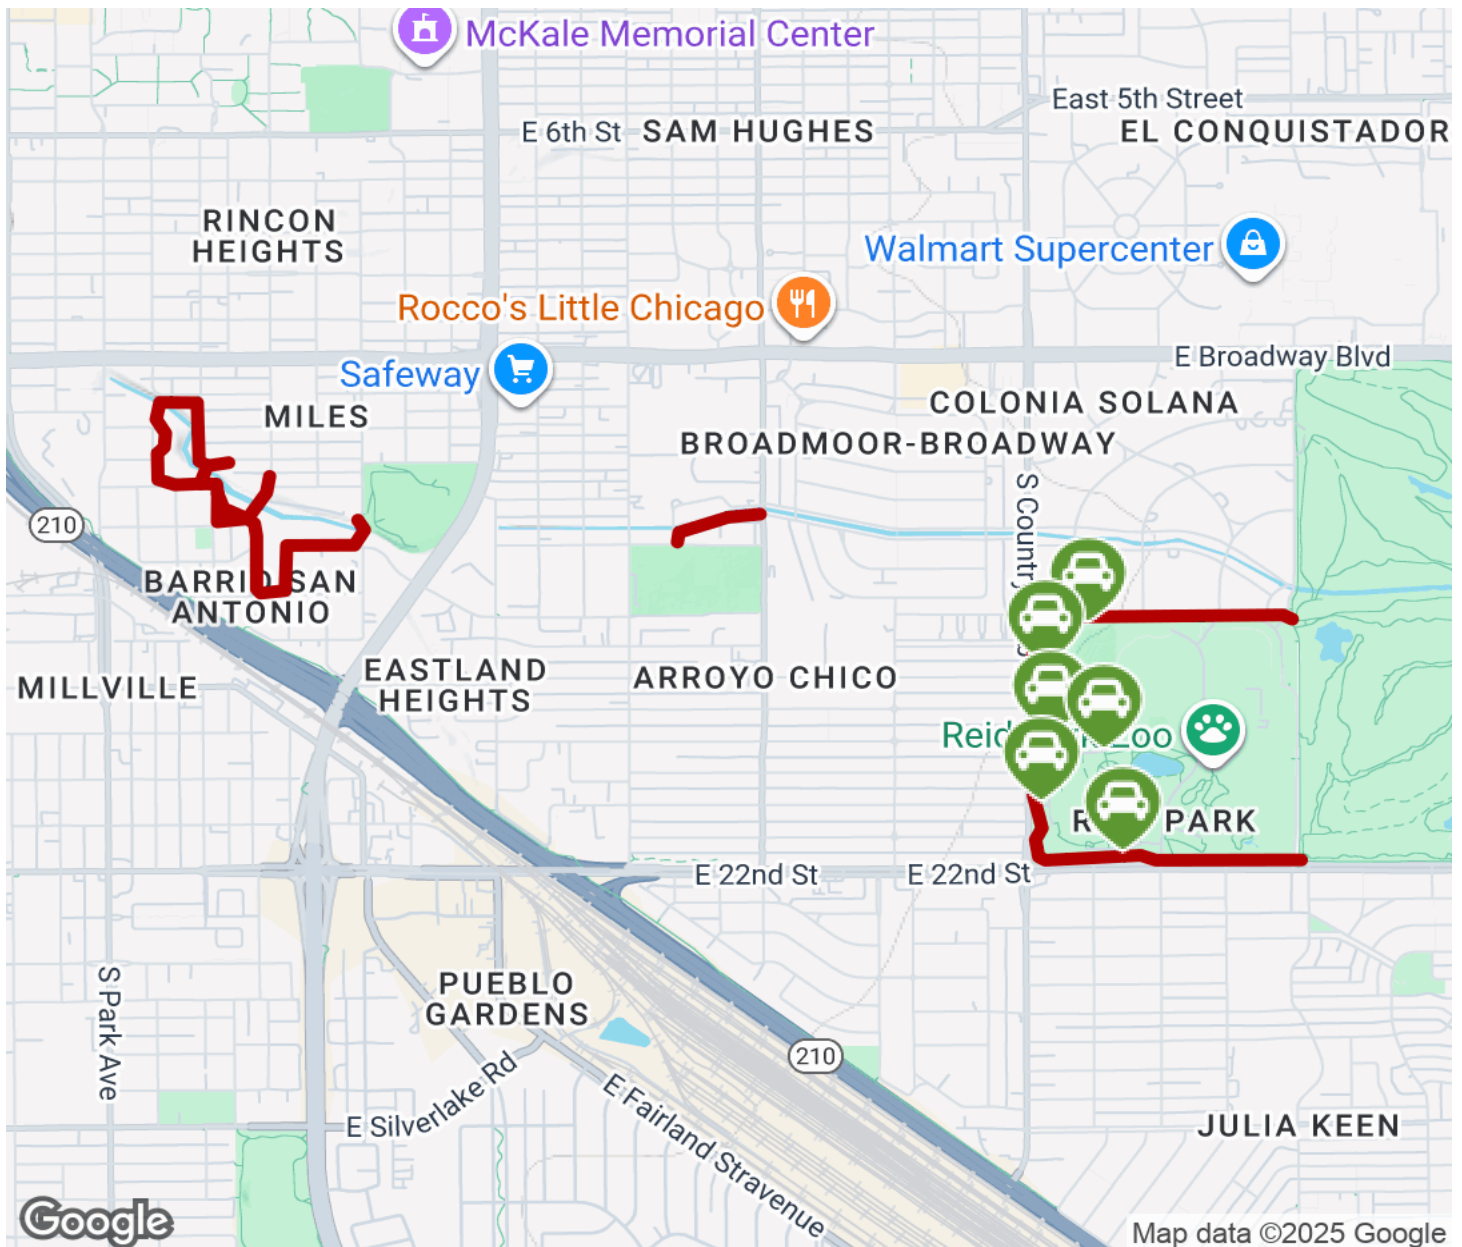 McKale Memorial Center
East 5th Street
E 6th St
SAM HUGHES
EL CONQUISTADOR
RINCON
HEIGHTS
Walmart Supercenter
Rocco's Little Chicago
E Broadway Blvd
Safeway
COLONIA SOLANA
MILES
BROADMOOR-BROADWAY
S Country
210
BARRIO SAN
ANTONIO
EASTLAND
HEIGHTS
ARROYO CHICO
MILLVILLE
Zoo
PARK
E 22nd St
E 22nd St
S Park Ave
PUEBLO
GARDENS
210
E Silverlake Rd
E Fairland Stravenue
JULIA KEEN
Google
Map data ©2025 Google